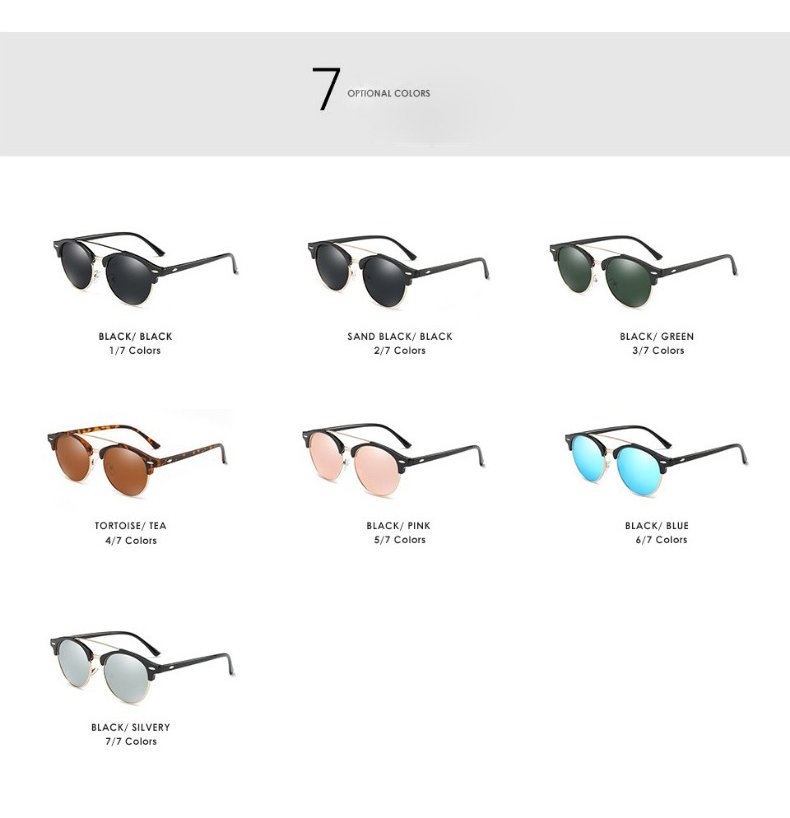 7 OPTIONAL COLORS
BLACK/ BLACK
1/7 Colors
SAND BLACK/ BLACK
2/7 Colors
BLACK/ GREEN
3/7 Colors
TORTOISE/ TEA
4/7 Colors
BLACK/ PINK
5/7 Colors
BLACK/ BLUE
6/7 Colors
BLACK/ SILVERY
7/7 Colors